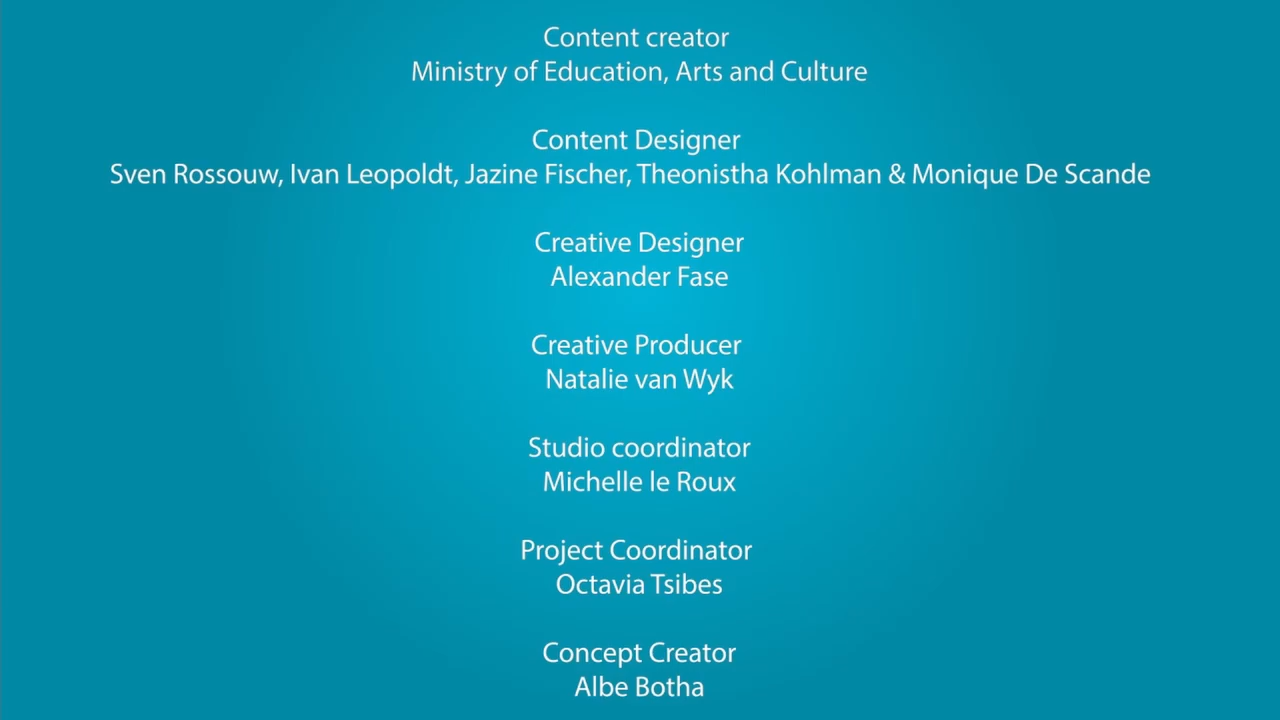 Content creator
Ministry of Education, Arts and Culture
Content Designer
Sven Rossouw, Ivan Leopoldt, Jazine Fischer, Theonistha Kohlman & Monique De Scande
Creative Designer
Alexander Fase
Creative Producer
Natalie van Wyk
Studio coordinator
Michelle le Roux
Project Coordinator
Octavia Tsibes
Concept Creator
Albe Botha